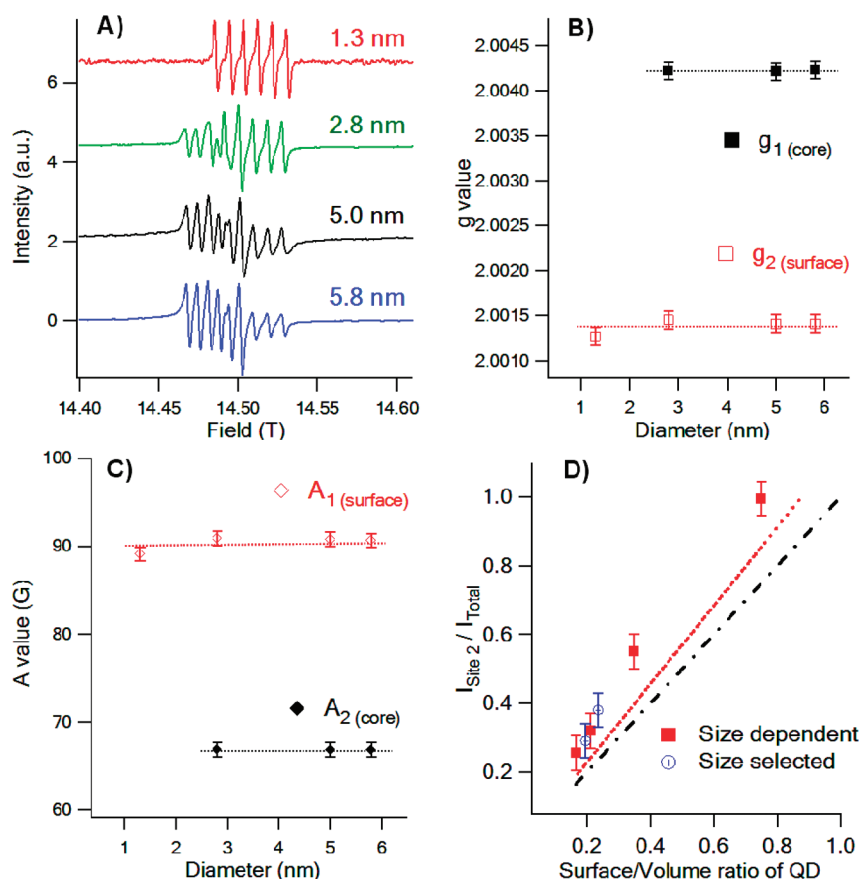 A)
1.3 nm
2.8 nm
5.0 nm
5.8 nm
6
4
2
0
Intensity (a.u.)
14.40 14.45 14.50 14.55 14.60
Field (T)
B)
2.0045
2.0040
2.0035
2.0030
2.0025
2.0020
2.0015
2.0010
g value
g1 (core)
g2 (surface)
1 2 3 4 5 6
Diameter (nm)
C)
100
90
80
70
60
A value (G)
A1 (surface)
A2 (core)
1 2 3 4 5 6
Diameter (nm)
D)
1.0
0.8
0.6
0.4
0.2
ISite 2 / ITotal
Size dependent
Size selected
0.2 0.4 0.6 0.8 1.0
Surface/Volume ratio of QD